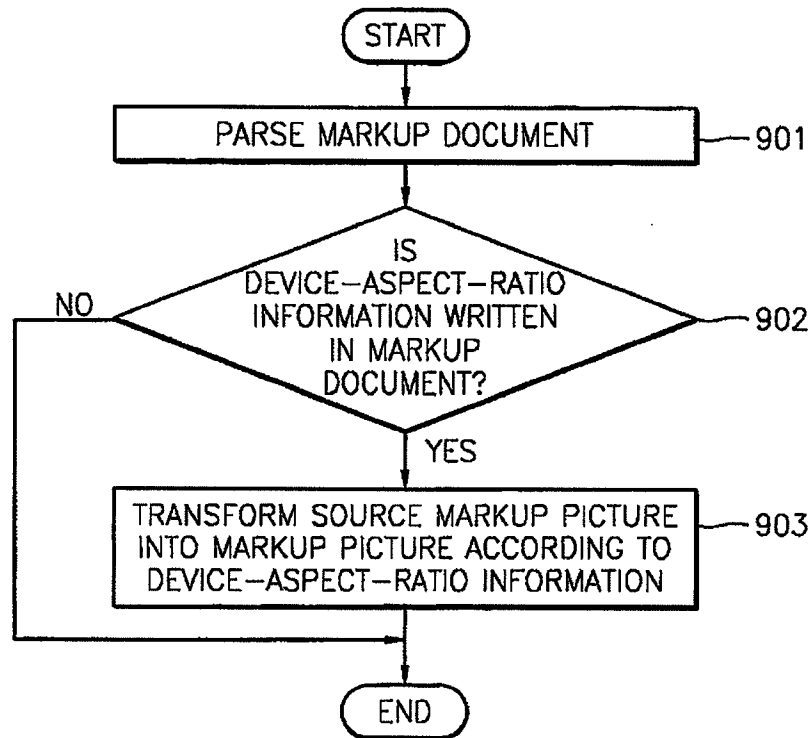 START
PARSE MARKUP DOCUMENT
901
IS
DEVICE-ASPECT-RATIO
INFORMATION WRITTEN
IN MARKUP
DOCUMENT?
NO
902
YES
TRANSFORM SOURCE MARKUP PICTURE
INTO MARKUP PICTURE ACCORDING TO
DEVICE-ASPECT-RATIO INFORMATION
903
END